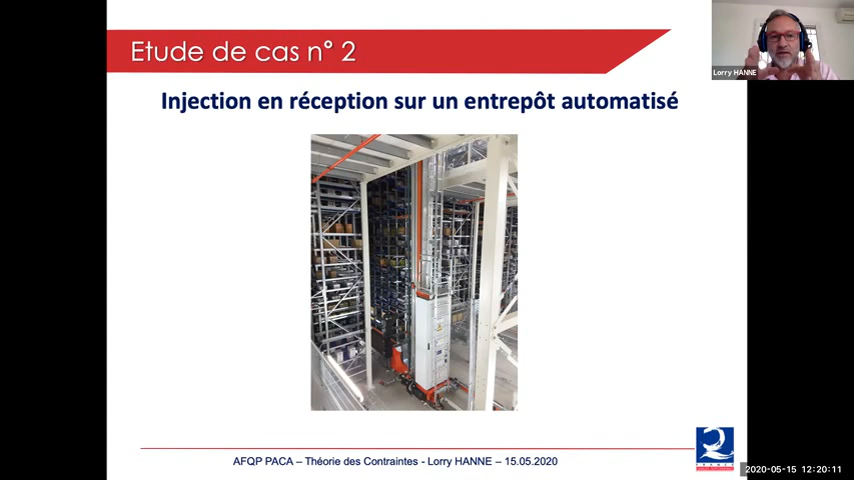 Etude de cas n° 2
Lorry HANNE
Injection en réception sur un entrepôt automatisé
FRANCE
AFQP PACA – Théorie des Contraintes - Lorry HANNE – 15.05.2020
2020-05-15 12:20:11